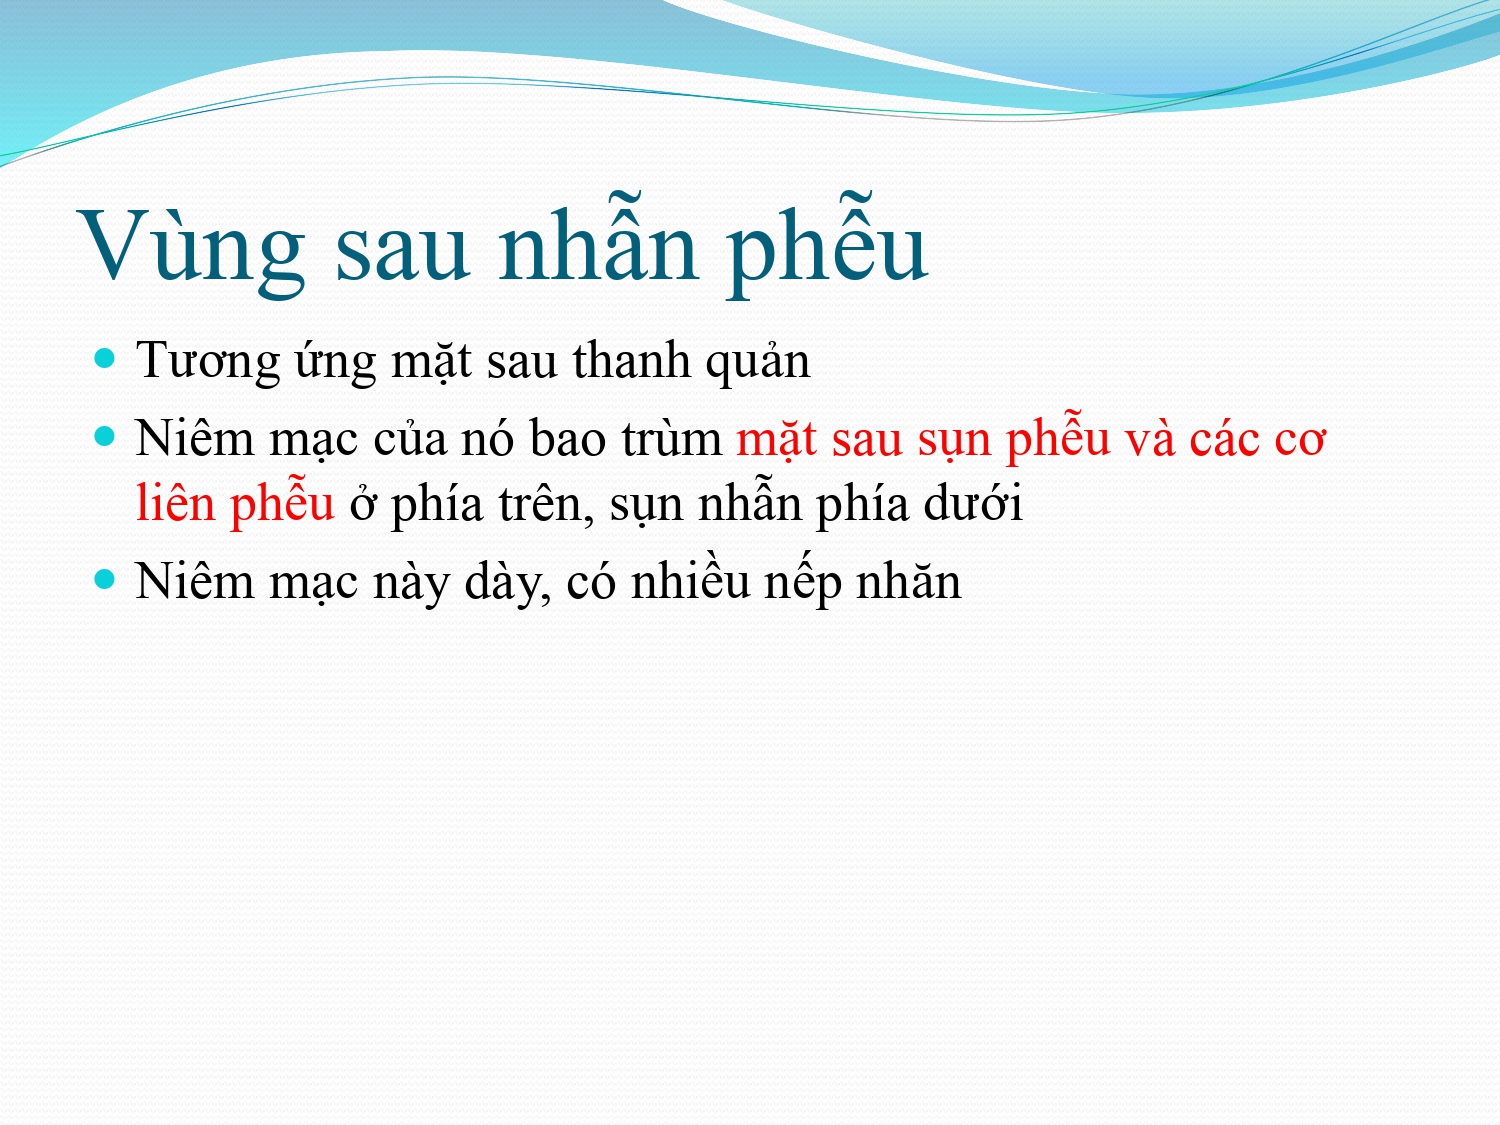 Vùng sau nhẫn phễu
Tương ứng mặt sau thanh quản
Niêm mạc của nó bao trùm mặt sau sụn phễu và các cơ
liên phễu ở phía trên, sụn nhẫn phía dưới
Niêm mạc này dày, có nhiều nếp nhăn